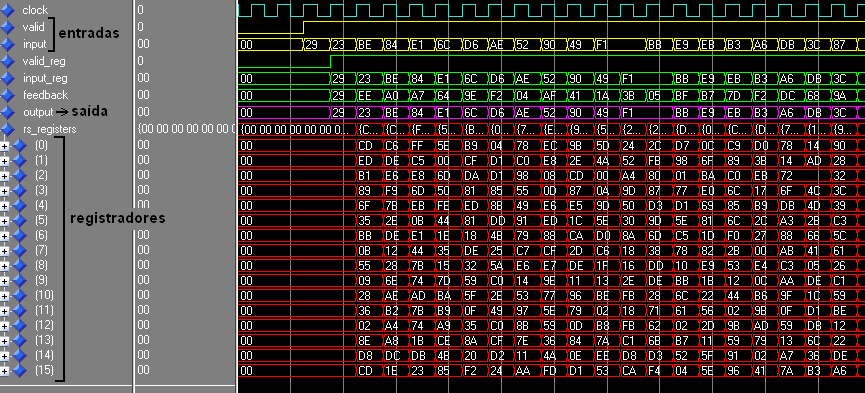 clock 0
valid 0
input 00 00 29 23 BE 84 E1 6C D6 AE 52 90 49 F1 BB E9 EB B3 A6 DB 3C 87
entradas
valid_reg 0
input_reg 00 00 29 23 BE 84 E1 6C D6 AE 52 90 49 F1 BB E9 EB B3 A6 DB 3C
feedback 00 00 29 EE A0 A7 64 9E F2 04 AF 41 1A 3B 05 BF B7 7D F2 DC 68 9A
output → saída 00 00 29 23 BE 84 E1 6C D6 AE 52 90 49 F1 BB E9 EB B3 A6 DB 3C
rs_registers {00 00 00 00 00 00 0 {00 00 00 00 00 00 0... {C... {C... {F... {5... {B... {0... {7... {E... {9... {5... {2... {2... {D... {0... {C... {D... {7... {1... {9...
(0) 00 00 CD C6 FF 5E B9 04 78 EC 9B 5D 24 2C D7 0C C9 D0 78 14 90
(1) 00 00 ED DE C5 00 CF D1 C0 E8 2E 4A 52 FB 98 6F 89 3B 14 AD 28
(2) 00 00 B1 E6 E8 6D DA D1 98 08 CD 00 A4 80 01 BA C0 EB 72 32
(3) 00 00 89 F9 6D 50 81 85 55 0D 87 0A 9D 87 77 E0 6C 17 6F 4C 3C
(4) 00 00 6F 7B EB FE ED 8B 49 E6 E5 9D 50 D3 D1 69 85 B9 DB 4D 39
(5) 00 00 35 2E 0B 44 81 DD 91 ED 1C 5E 30 9D 5E 81 6C 2C A3 2B C3
registradores
(6) 00 00 BB DE E1 1E 18 4B 79 88 CA D0 8A 6D C5 1D F0 27 88 66 5C
(7) 00 00 0B 12 44 35 DE 25 C7 CF 2D C6 18 38 78 82 2B 00 AB 41 61
(8) 00 00 55 28 7B 15 32 5A E6 E7 DE 1F 16 DD 10 E9 53 E4 C3 05 26
(9) 00 00 09 6E 74 7D 59 C0 14 9E 11 13 2E DE BB 1B 12 0C AA DE C1
(10) 00 00 28 AE AD BA 5F 2E 53 77 96 BE FB 28 6C 22 44 B6 9F 1C 59
(11) 00 00 36 B2 7B B9 0F 49 97 5E 79 02 18 71 61 56 02 9B 0F D1 BE
(12) 00 00 02 A4 74 A9 35 C0 8B 59 0D B8 FB 62 02 2D 9B AD 59 DB 12
(13) 00 00 8E 8A 1B CE 8A CF 7E 36 84 7A C1 6B B7 11 59 79 13 6C 22
(14) 00 00 D8 DC DB 4B 20 D2 11 4A 0E EE D8 D3 52 5F 91 02 A7 36 DE
(15) 00 00 CD 1E 23 85 F2 24 AA FD D1 53 CA F4 04 5E 96 41 7A B3 A6